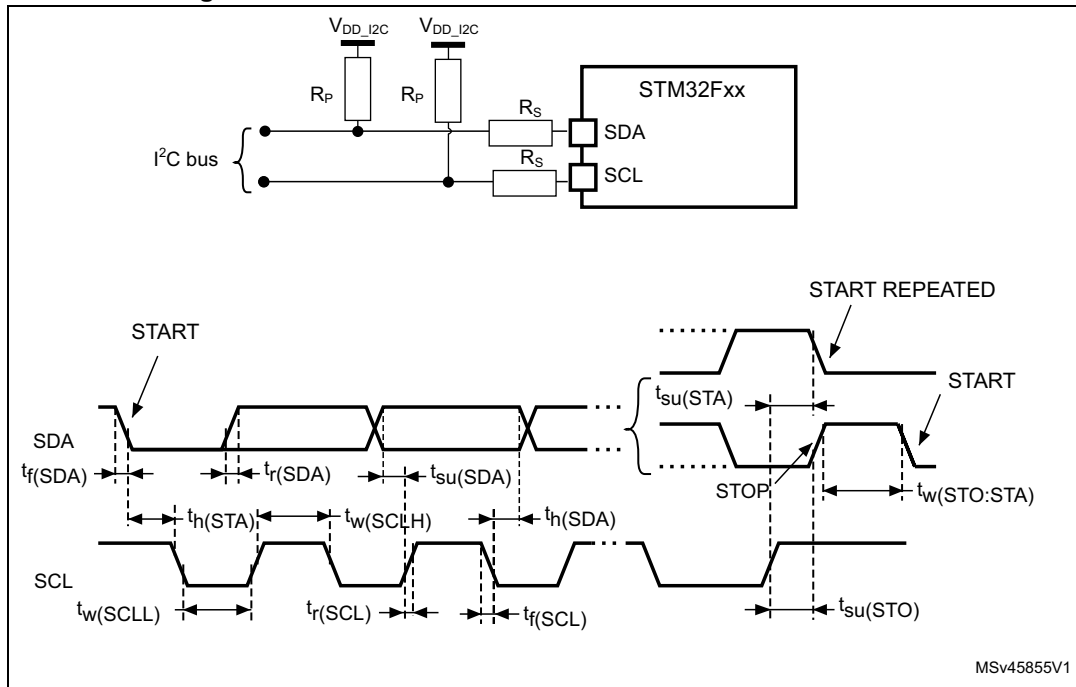 VDD_I2C VDD_I2C
RP RP
STM32Fxx
RS SDA
I²C bus
RS SCL
START REPEATED
START
START
tsu(STA)
SDA
tf(SDA) tr(SDA) tsu(SDA)
STOP tw(STO:STA)
th(STA) tw(SCLH) th(SDA)
SCL
tw(SCLL) tr(SCL) tf(SCL) tsu(STO)
MSv45855V1